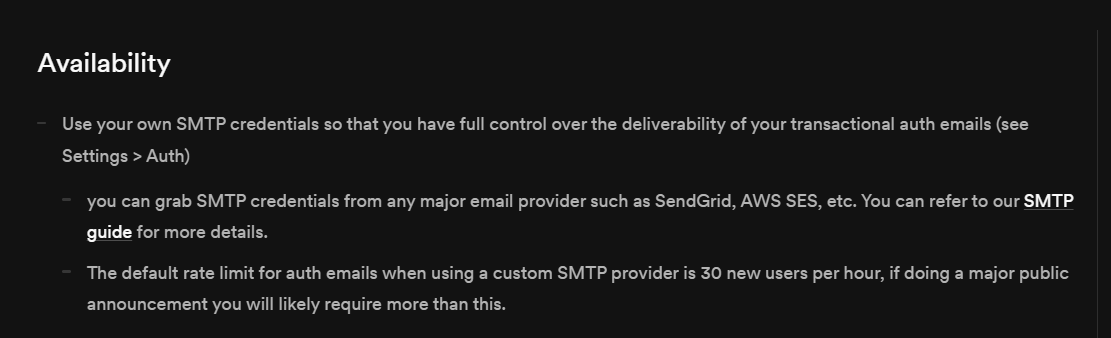 Availability
Use your own SMTP credentials so that you have full control over the deliverability of your transactional auth emails (see
Settings > Auth)
you can grab SMTP credentials from any major email provider such as SendGrid, AWS SES, etc. You can refer to our SMTP
guide for more details.
The default rate limit for auth emails when using a custom SMTP provider is 30 new users per hour, if doing a major public
announcement you will likely require more than this.